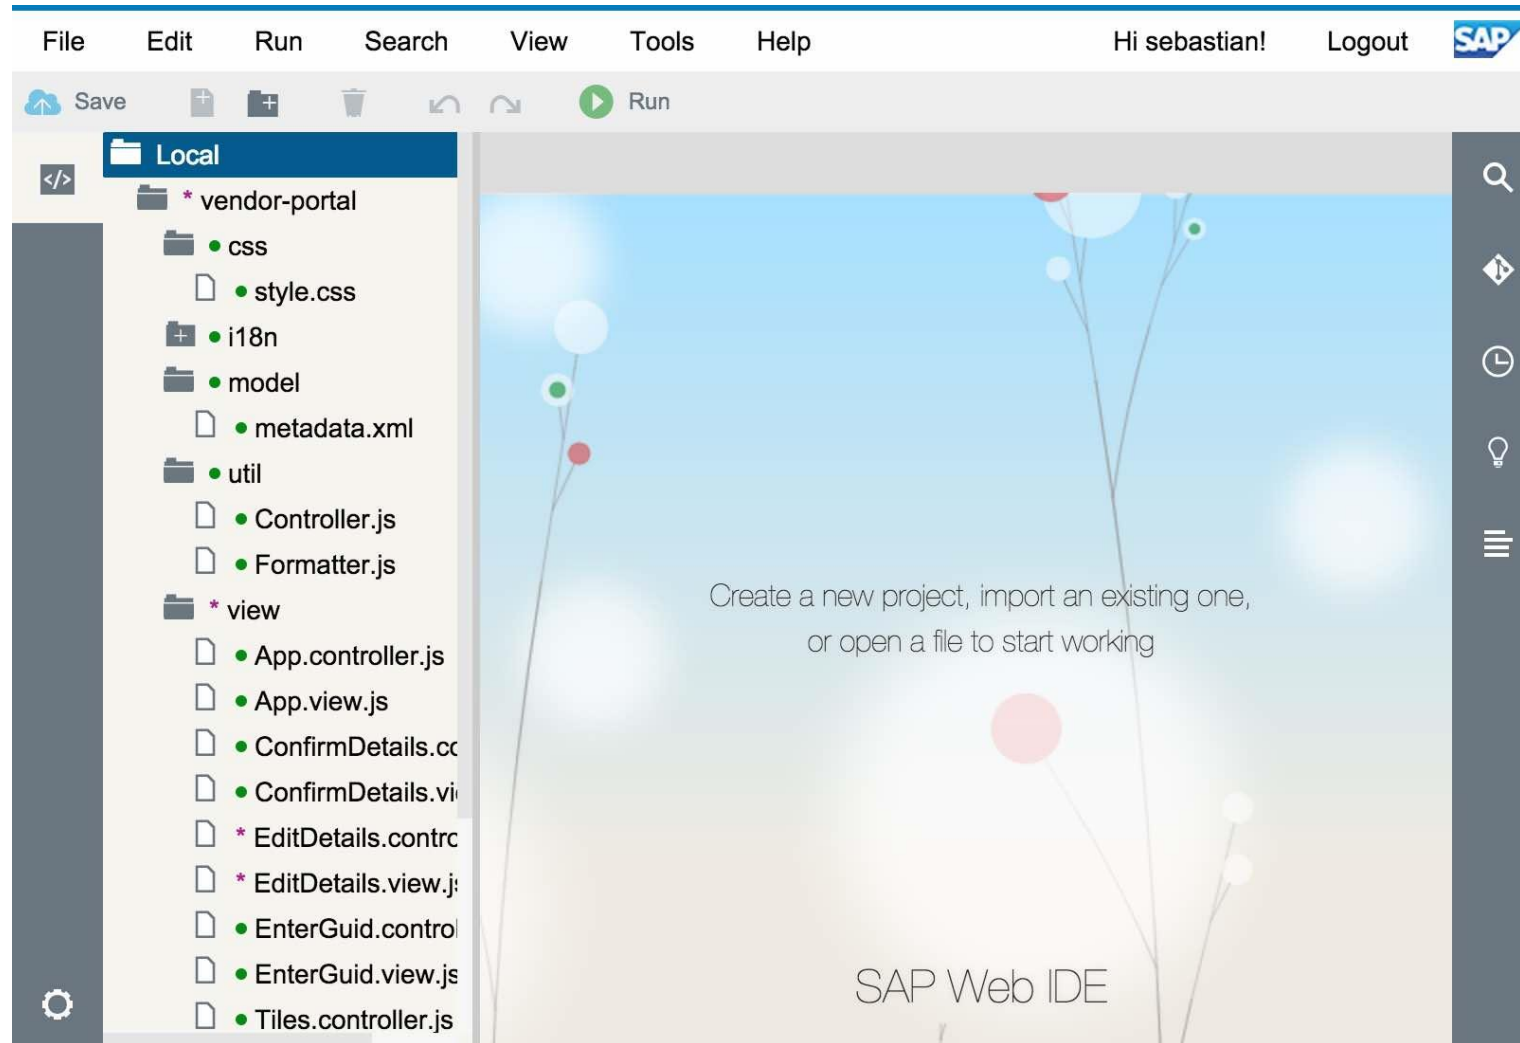 File Edit Run Search View Tools Help Hi sebastian! Logout SAP
Save Run
Local
* vendor-portal
css
style.css
i18n
model
metadata.xml
util
Controller.js
Formatter.js
* view
App.controller.js
App.view.js
ConfirmDetails.co
ConfirmDetails.vi
* EditDetails.contro
* EditDetails.view.js
EnterGuid.control
EnterGuid.view.js
Tiles.controller.js
Create a new project, import an existing one,
or open a file to start working
SAP Web IDE